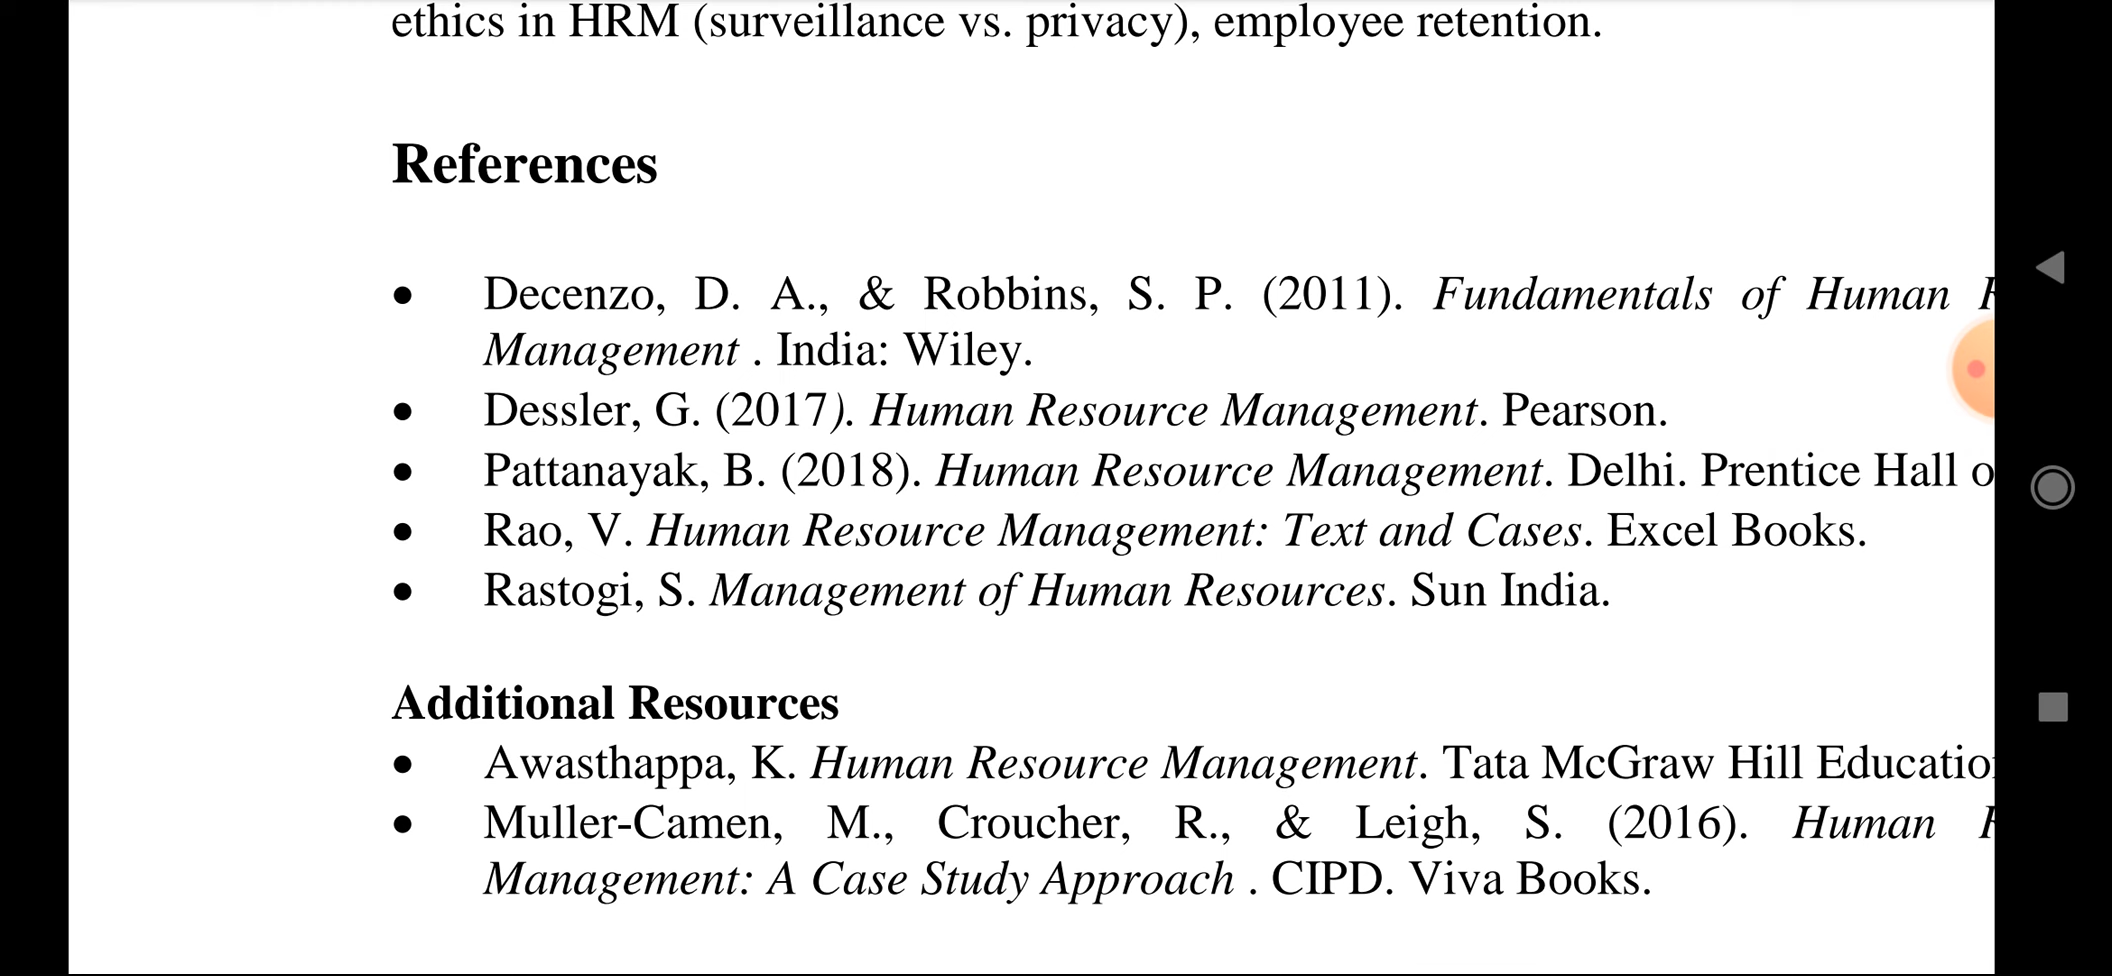 ethics in HRM (surveillance vs. privacy), employee retention.
References
• Decenzo, D. A., & Robbins, S. P. (2011). Fundamentals of Human
Management . India: Wiley.
• Dessler, G. (2017). Human Resource Management. Pearson.
• Pattanayak, B. (2018). Human Resource Management. Delhi. Prentice Hall
• Rao, V. Human Resource Management: Text and Cases. Excel Books.
• Rastogi, S. Management of Human Resources. Sun India.
Additional Resources
• Awasthappa, K. Human Resource Management. Tata McGraw Hill
• Muller-Camen, M., Croucher, R., & Leigh, S. (2016). Human
Management: A Case Study Approach . CIPD. Viva Books.